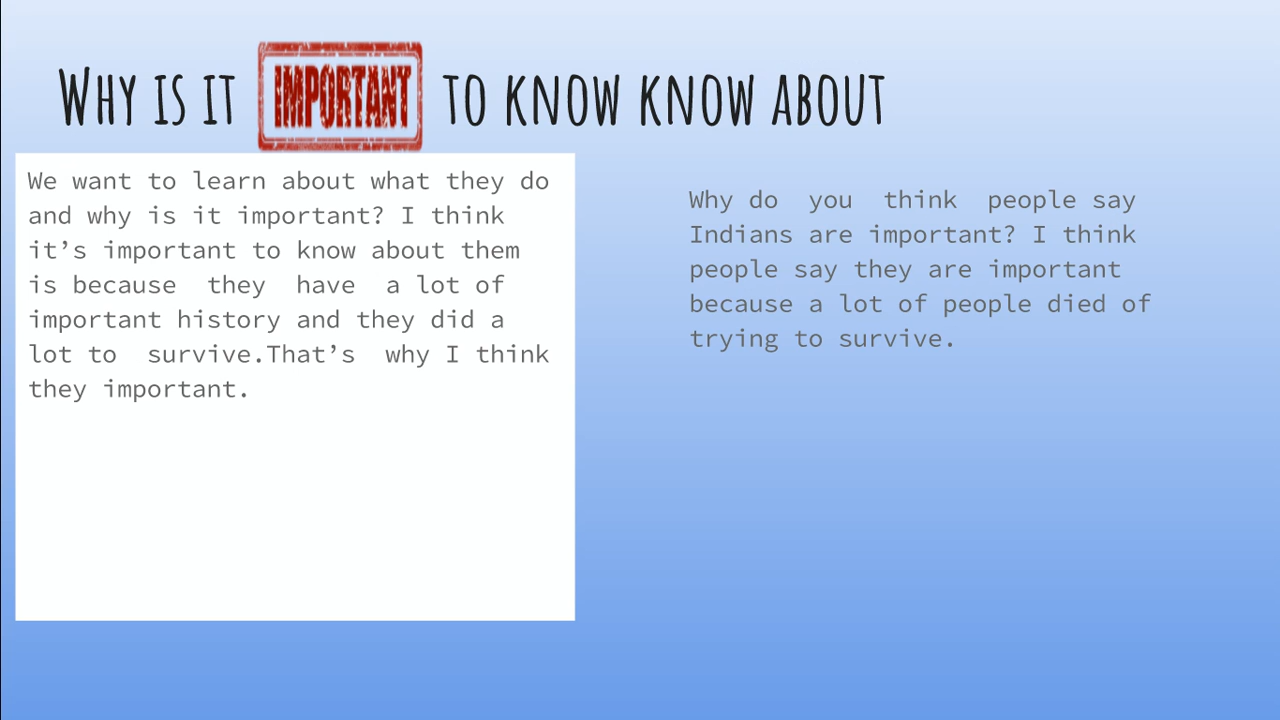 Why is it IMPORTANT to know know about
We want to learn about what they do
and why is it important? I think
it’s important to know about them
is because they have a lot of
important history and they did a
lot to survive.That’s why I think
they important.
Why do you think people say
Indians are important? I think
people say they are important
because a lot of people died of
trying to survive.